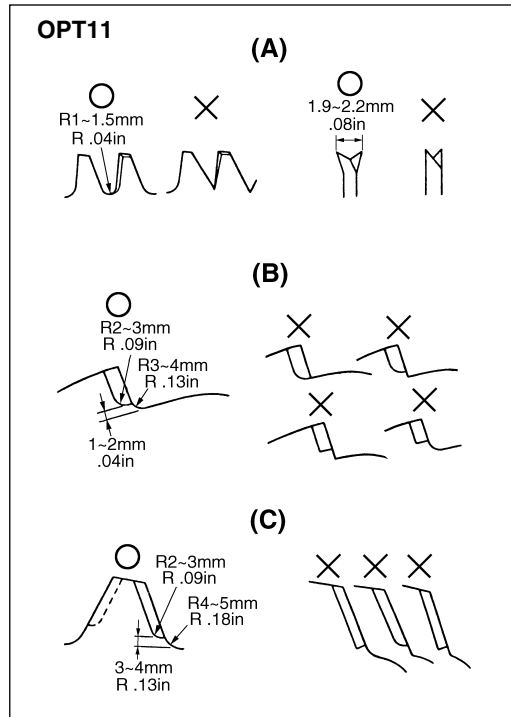 OPT11
(A)
R1~1.5mm
R .04in
1.9~2.2mm
.08in
(B)
R2~3mm
R .09in
R3~4mm
R .13in
1~2mm
.04in
(C)
R2~3mm
R .09in
R4~5mm
R .18in
3~4mm
R .13in